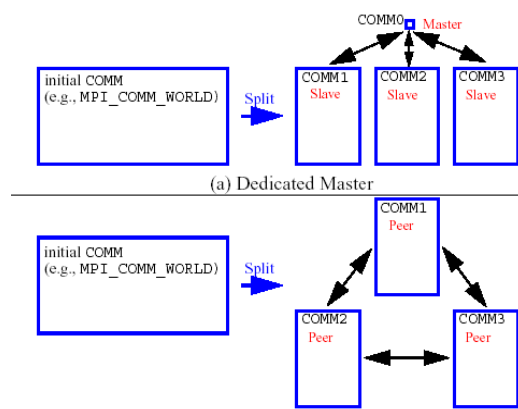 COMM0
Master
initial COMM
(e.g., MPI_COMM_WORLD)
Split
COMM1
Slave
COMM2
Slave
COMM3
Slave
(a) Dedicated Master
initial COMM
(e.g., MPI_COMM_WORLD)
Split
COMM1
Peer
COMM2
Peer
COMM3
Peer